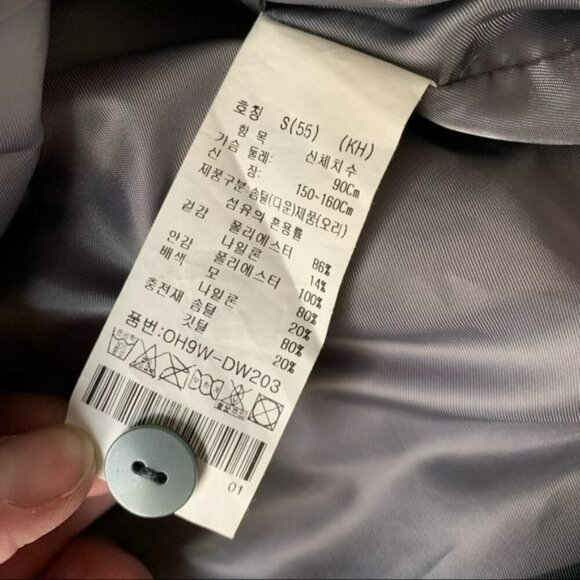 호칭 S(55) (KH)
항 목 신체치수
가슴 둘레: 90Cm
신 장: 150-160Cm
제품구분 솜털(다운)제품(오리)
섬유의 혼용률
겉감 폴리에스터 86%
나일론 14%
안감 폴리에스터 100%
배색 모 80%
나일론 20%
충전재 솜털 80%
깃털 20%
품번:OH9W-DW203
01